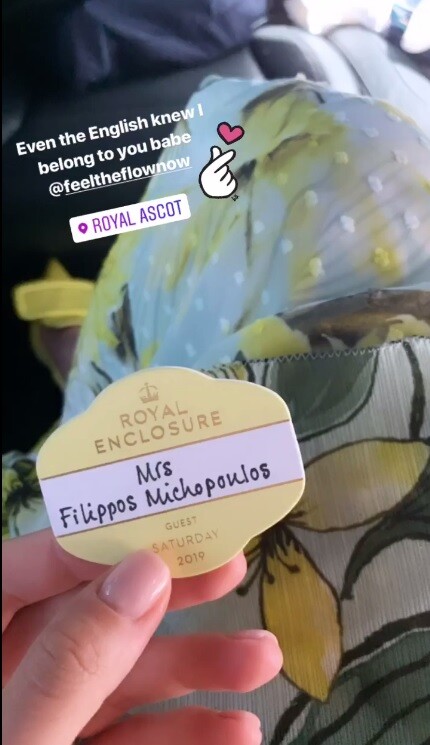 Even the English knew I
belong to you babe
@feeltheflownow
ROYAL ASCOT
ROYAL
ENCLOSURE
Mrs
Filippos Michopoulos
GUEST
SATURDAY
2019